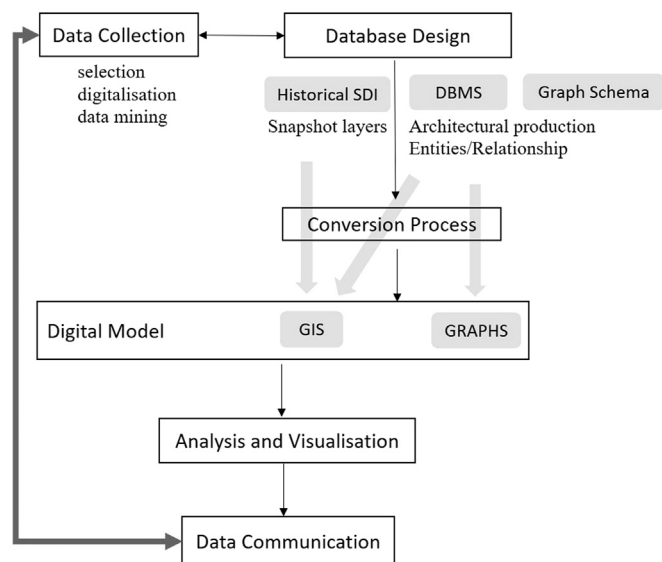 Data Collection
Database Design
selection
digitalisation
data mining
Historical SDI
DBMS
Graph Schema
Snapshot layers
Architectural production
Entities/Relationship
Conversion Process
Digital Model
GIS
GRAPHS
Analysis and Visualisation
Data Communication